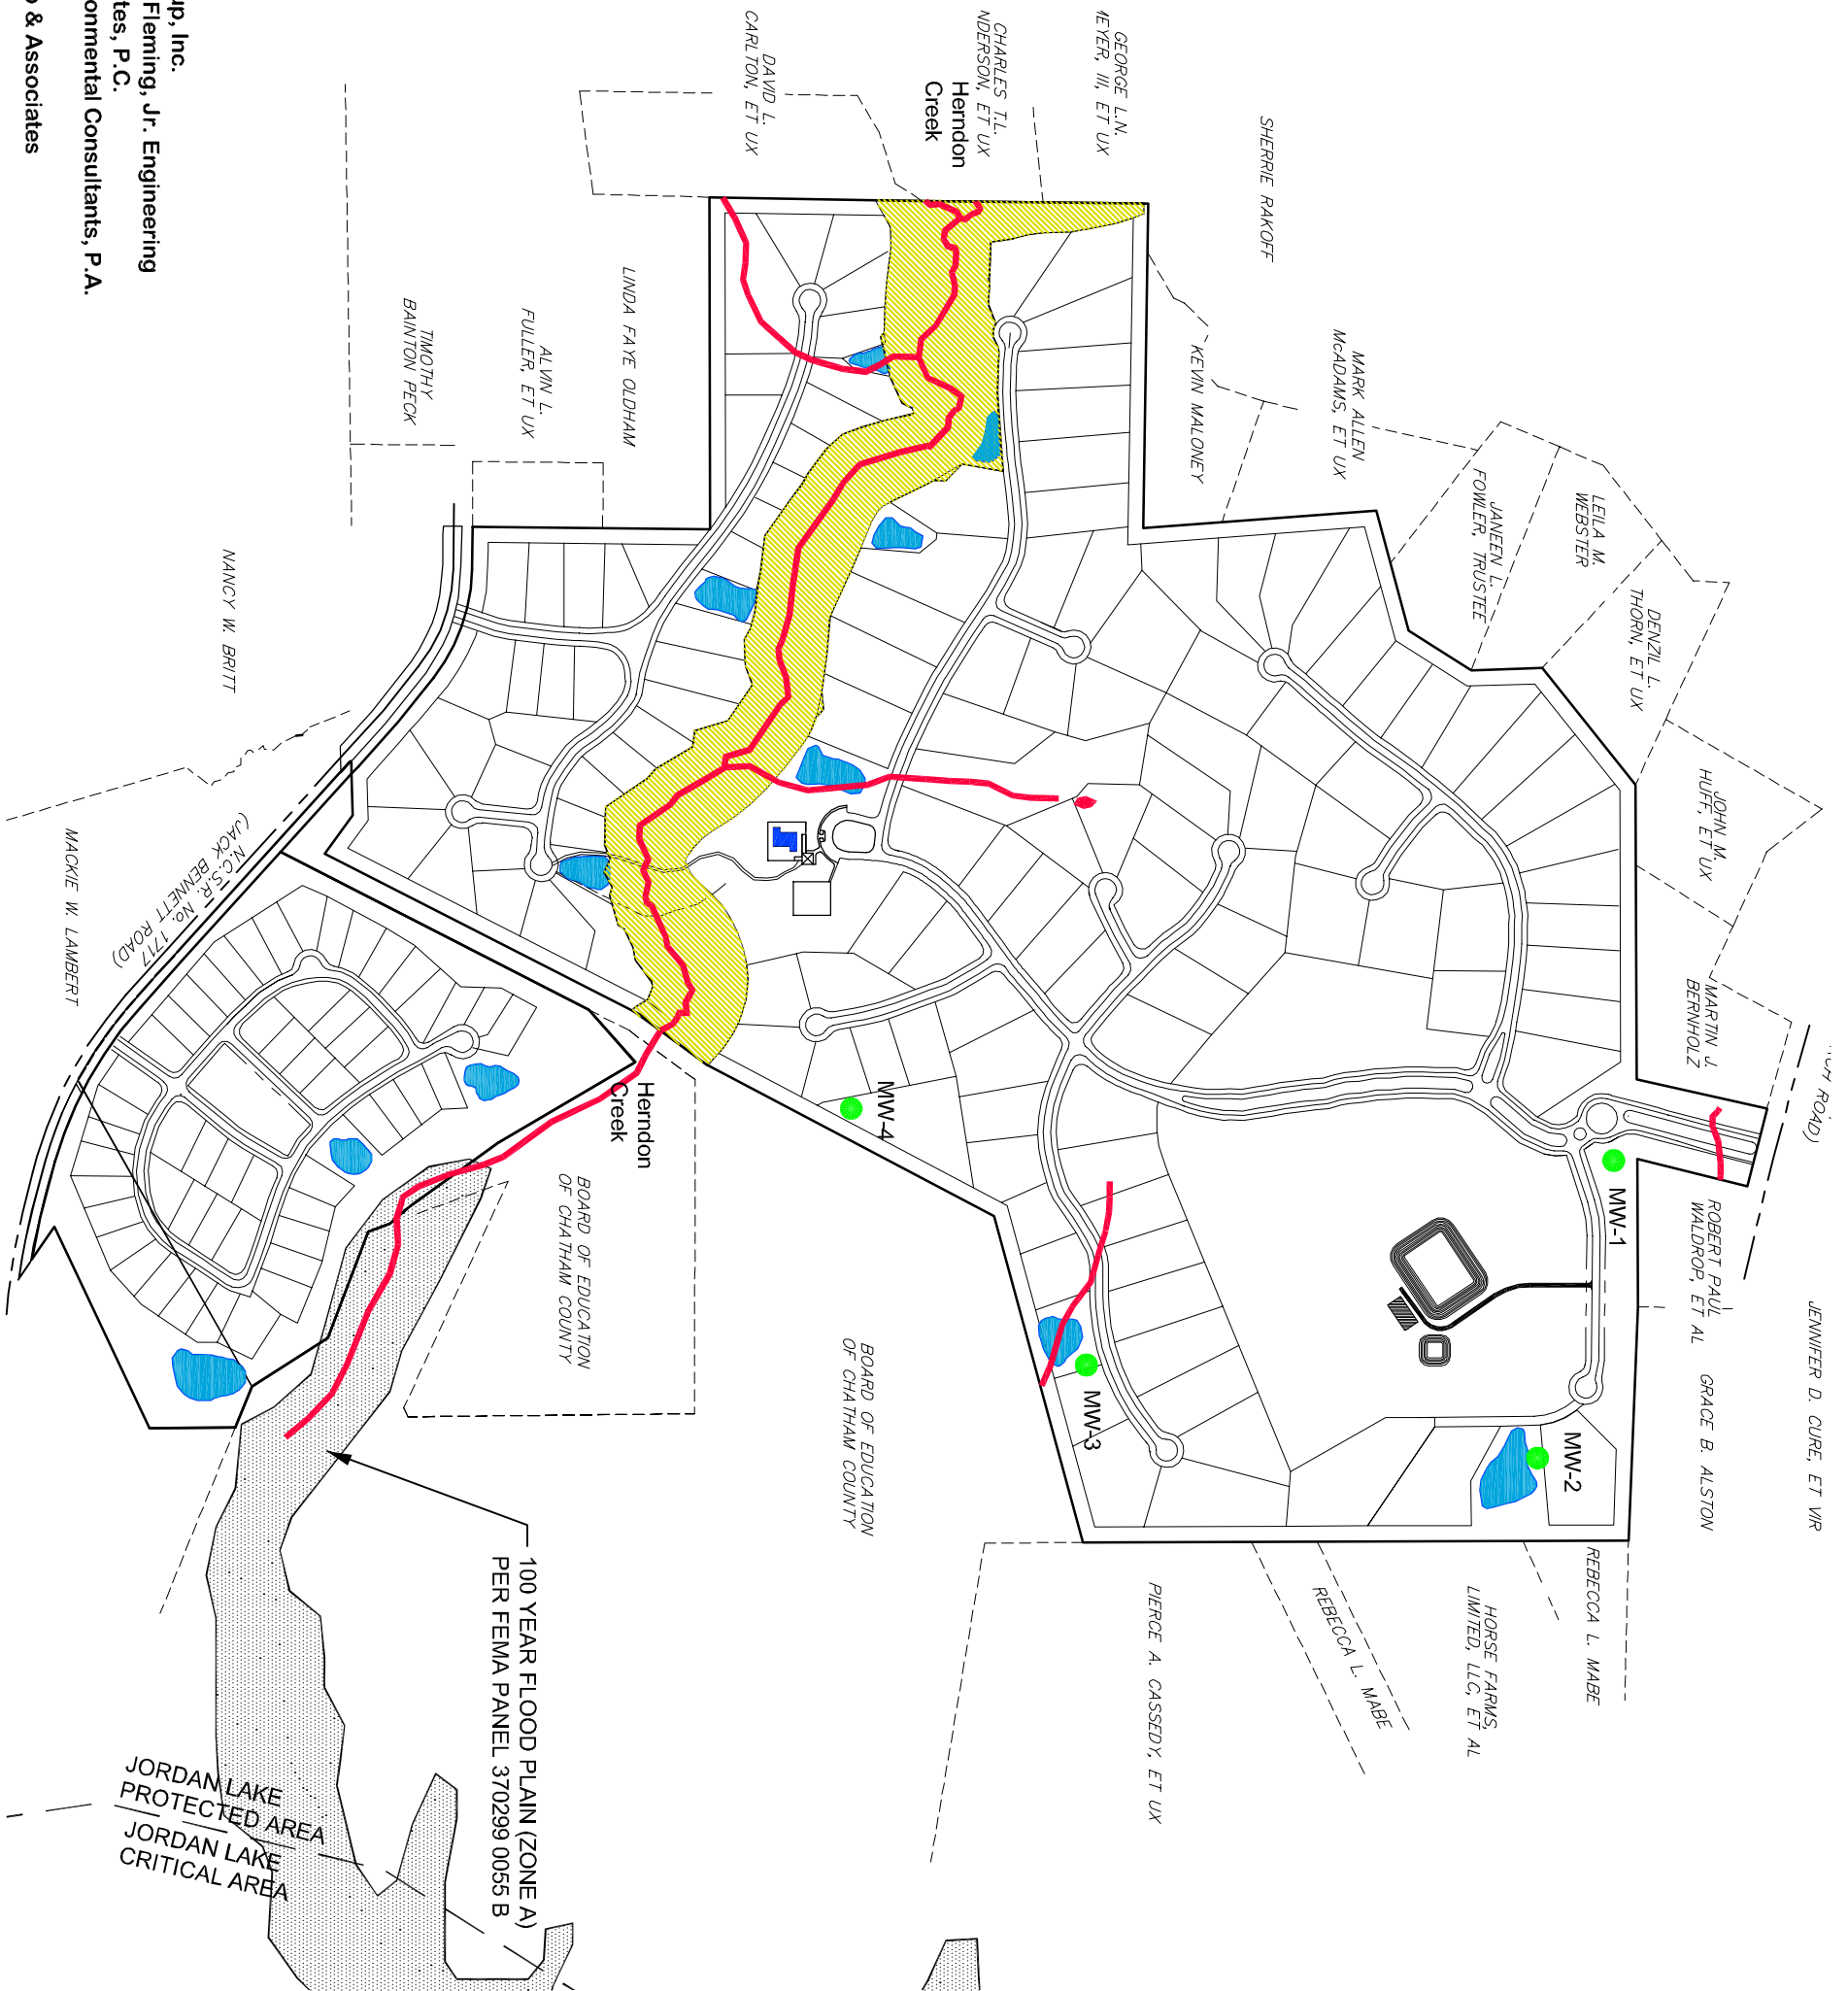 up, Inc.
Fleming, Jr. Engineering
tes, P.C.
onmental Consultants, P.A.
& Associates
GEORGE L.N.
MEYER, III, ET UX
CHARLES T.L.
NDERSON, ET UX
Herndon
Creek
DAVID L.
CARLTON, ET UX
SHERRIE RAKOFF
KEVIN MALONEY
MARK ALLEN
McADAMS, ET UX
JANEEN L.
FOWLER, TRUSTEE
LEILA M.
WEBSTER
DENZIL L.
THORN, ET UX
JOHN M.
HUFF, ET UX
MARTIN J.
BERNHOLZ
ROAD)
LINDA FAYE OLDHAM
ALVIN L.
FULLER, ET UX
TIMOTHY
BAINTON PECK
NANCY W. BRITT
MACKIE W. LAMBERT
N.C.S.R. No. 1717
(JACK BENNETT ROAD)
Herndon
Creek
MW-4
MW-1
MW-3
MW-2
ROBERT PAUL
WALDROP, ET AL
JENNIFER D. CURE, ET VIR
GRACE B. ALSTON
BOARD OF EDUCATION
OF CHATHAM COUNTY
BOARD OF EDUCATION
OF CHATHAM COUNTY
REBECCA L. MABE
HORSE FARMS,
LIMITED, LLC, ET AL
REBECCA L. MABE
PIERCE A. CASSEDY, ET UX
100 YEAR FLOOD PLAIN (ZONE A)
PER FEMA PANEL 370299 0055 B
JORDAN LAKE
PROTECTED AREA
JORDAN LAKE
CRITICAL AREA